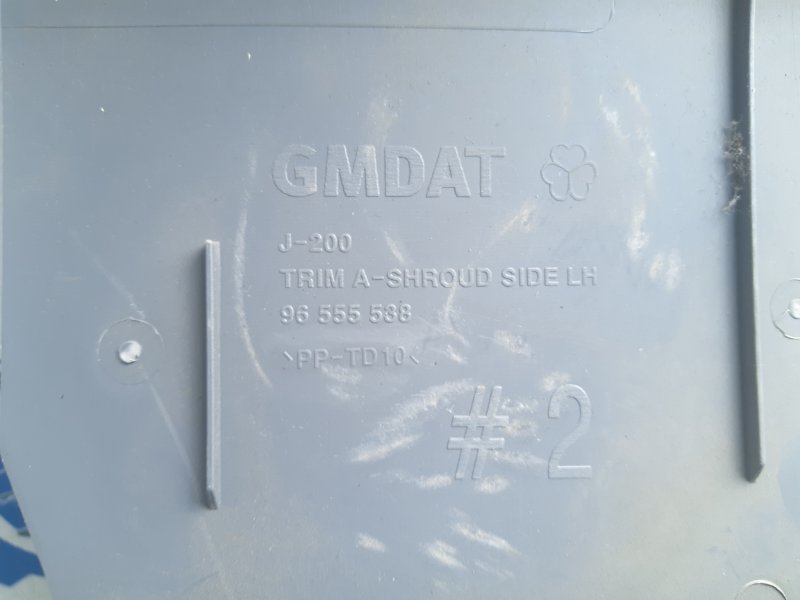 GMDAT
J-200
TRIM A-SHROUD SIDE LH
96 555 538
>PP-TD10<
#2